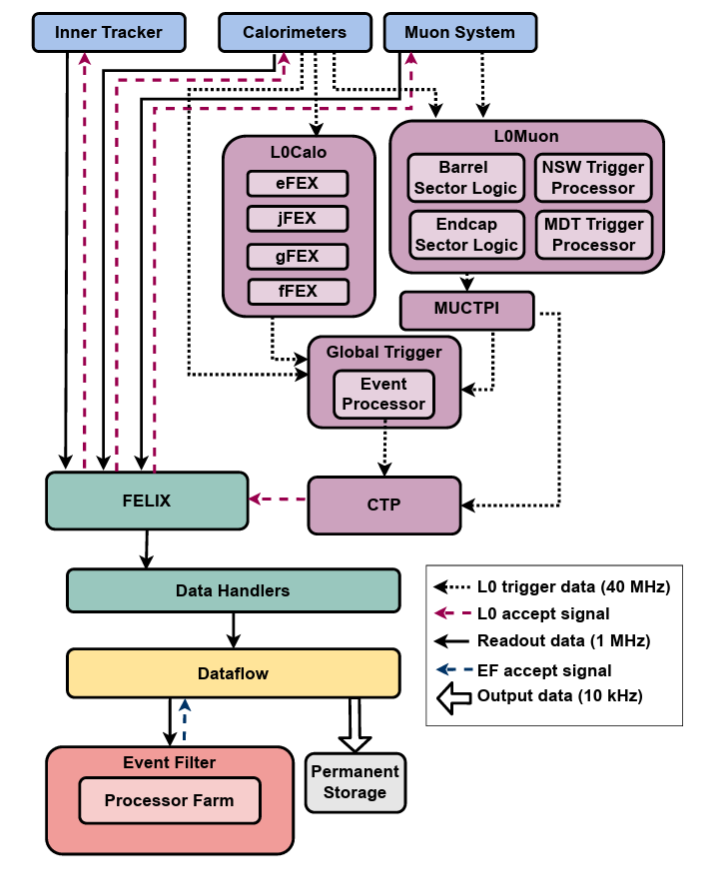 Inner Tracker
Calorimeters
Muon System
L0Calo
eFEX
jFEX
gFEX
fFEX
L0Muon
Barrel
Sector Logic
NSW Trigger
Processor
Endcap
Sector Logic
MDT Trigger
Processor
MUCTPI
Global Trigger
Event
Processor
FELIX
CTP
Data Handlers
Dataflow
Event Filter
Processor Farm
Permanent
Storage
L0 trigger data (40 MHz)
L0 accept signal
Readout data (1 MHz)
EF accept signal
Output data (10 kHz)